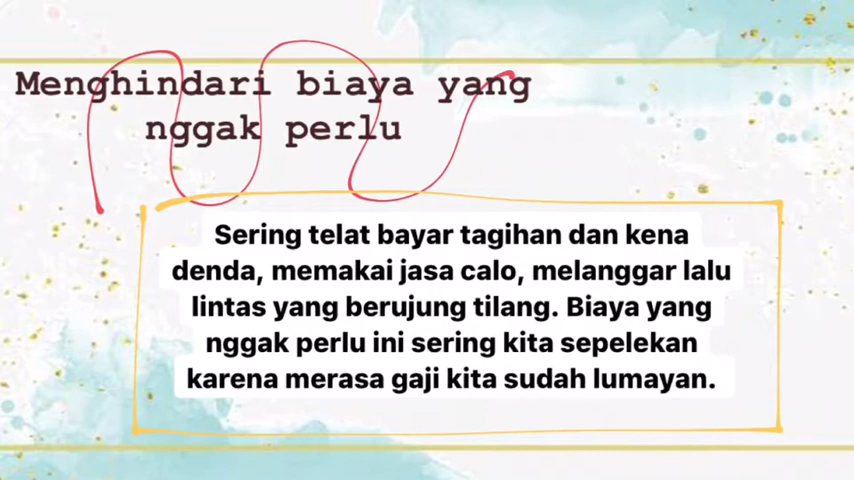 Menghindari biaya yang
nggak perlu
Sering telat bayar tagihan dan kena
denda, memakai jasa calo, melanggar lalu
lintas yang berujung tilang. Biaya yang
nggak perlu ini sering kita sepelekan
karena merasa gaji kita sudah lumayan.